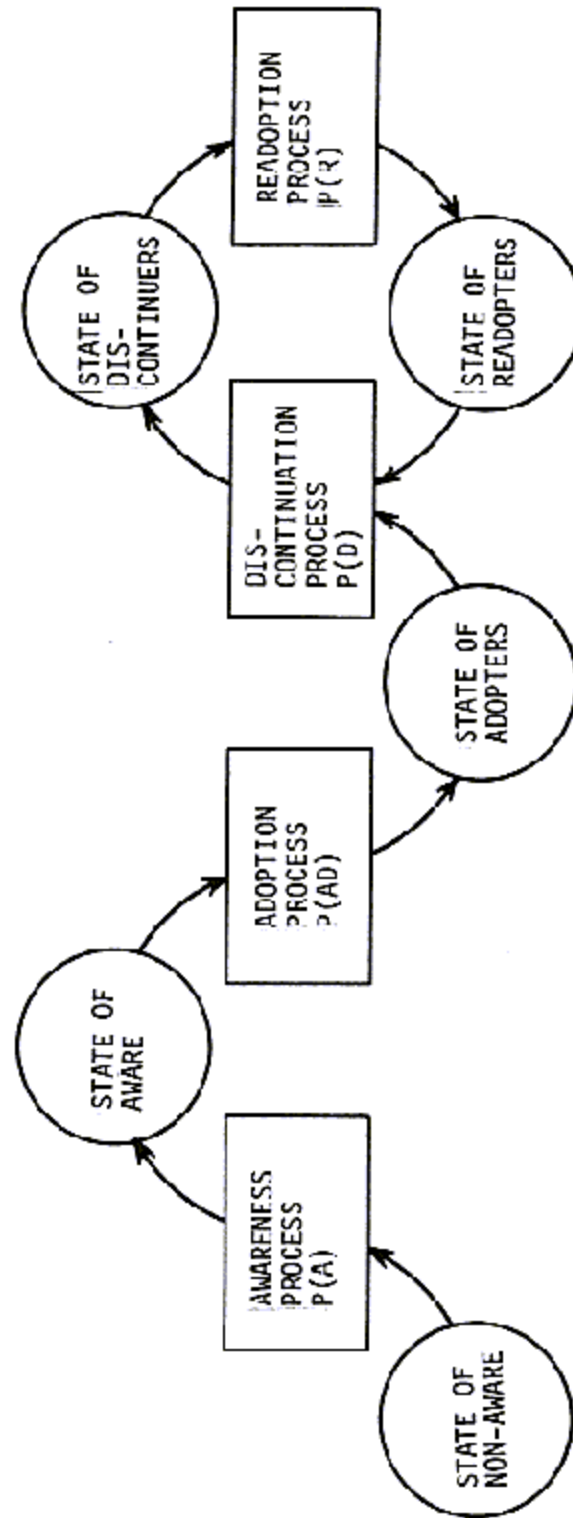 STATE OF
NON-AWARE
AWARENESS
PROCESS
P(A)
STATE OF
AWARE
ADOPTION
PROCESS
P(AD)
STATE OF
ADOPTERS
DIS-
CONTINUATION
PROCESS
P(D)
STATE OF
DIS-
CONTINUERS
READOPTION
PROCESS
P(R)
STATE OF
READOPTERS